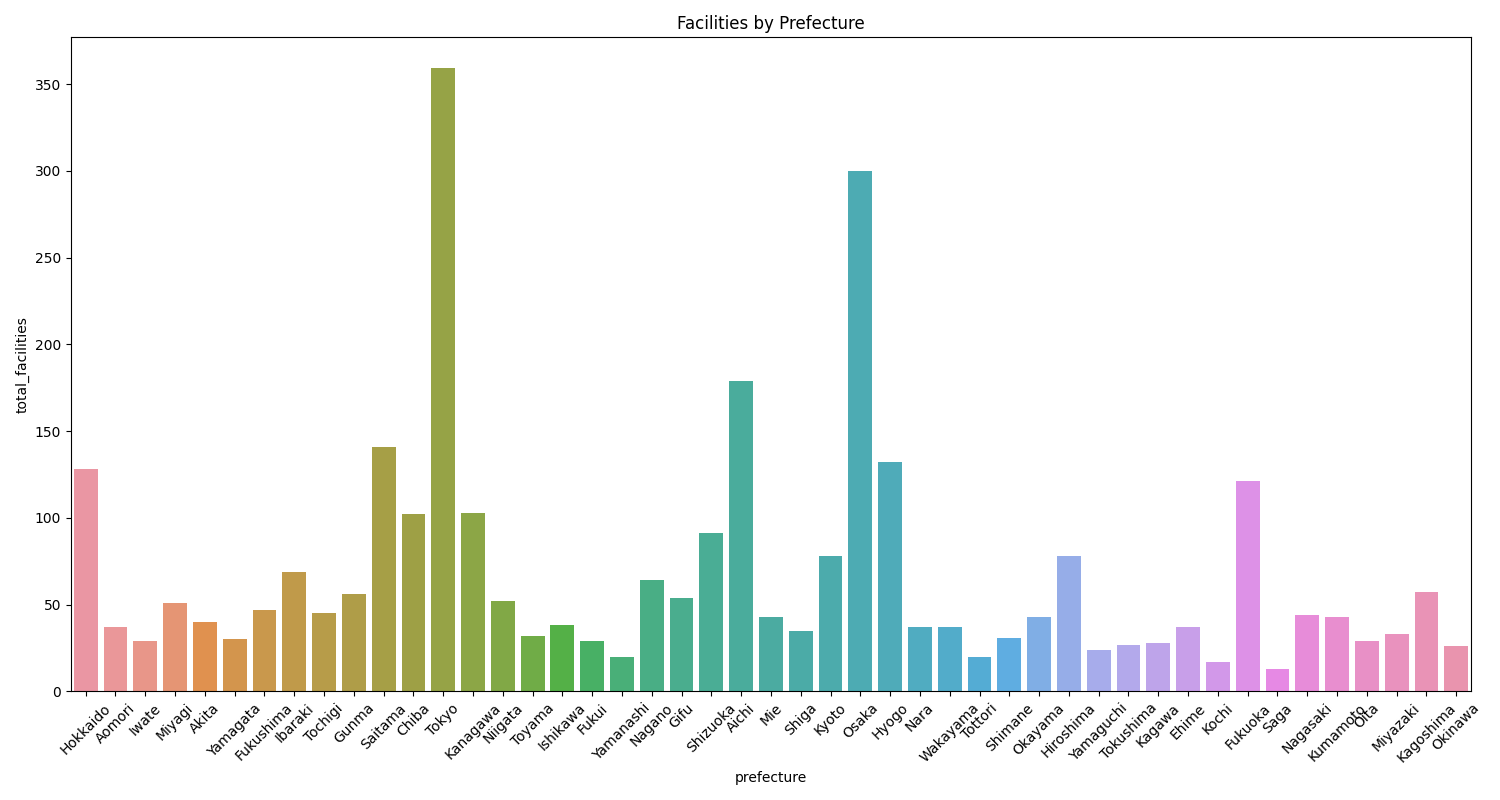 Facilities by Prefecture
total_facilities
350
300
250
200
150
100
50
0
Hokkaido
Aomori
Iwate
Miyagi
Akita
Yamagata
Fukushima
Ibaraki
Tochigi
Gunma
Saitama
Chiba
Tokyo
Kanagawa
Niigata
Toyama
Ishikawa
Fukui
Yamanashi
Nagano
Gifu
Shizuoka
Aichi
Mie
Shiga
Kyoto
Osaka
Hyogo
Nara
Wakayama
Tottori
Shimane
Okayama
Hiroshima
Yamaguchi
Tokushima
Kagawa
Ehime
Kochi
Fukuoka
Saga
Nagasaki
Kumamoto
Oita
Miyazaki
Kagoshima
Okinawa
prefecture